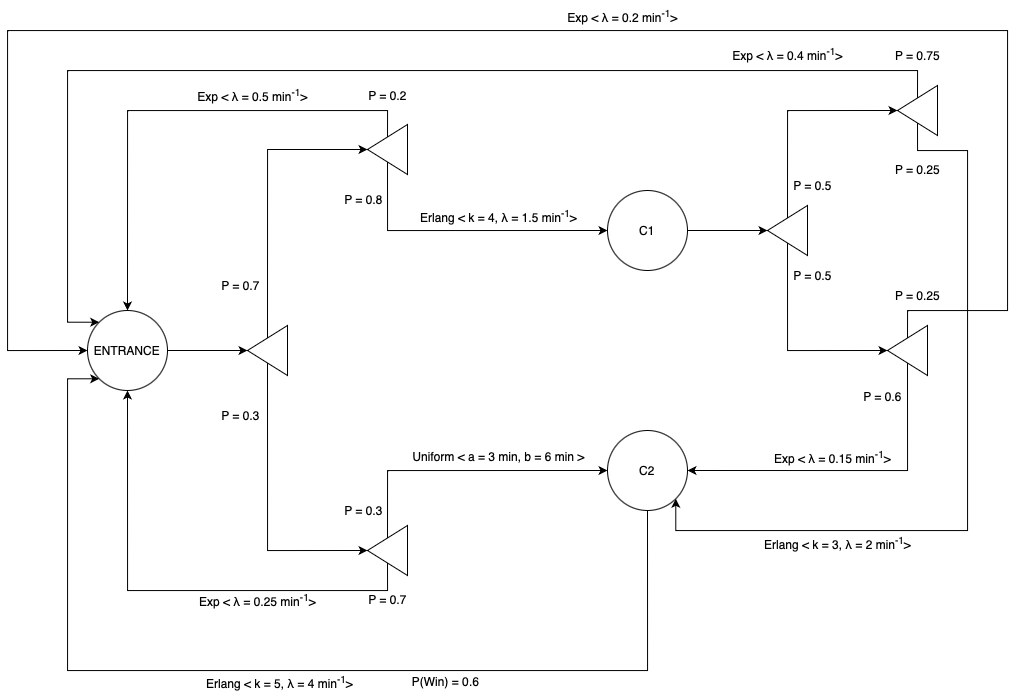 Exp < λ = 0.2 min⁻¹>
Exp < λ = 0.4 min⁻¹>
P = 0.75
Exp < λ = 0.5 min⁻¹>
P = 0.2
P = 0.25
P = 0.5
P = 0.8
Erlang < k = 4, λ = 1.5 min⁻¹>
C1
P = 0.5
P = 0.7
P = 0.25
ENTRANCE
P = 0.6
P = 0.3
Uniform < a = 3 min, b = 6 min >
C2
Exp < λ = 0.15 min⁻¹>
P = 0.3
Erlang < k = 3, λ = 2 min⁻¹>
Exp < λ = 0.25 min⁻¹>
P = 0.7
Erlang < k = 5, λ = 4 min⁻¹>
P(Win) = 0.6